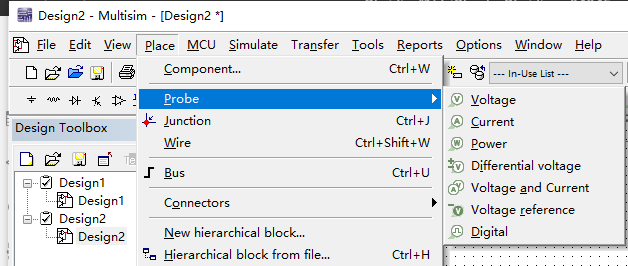 Design2 - Multisim - [Design2 *]
File Edit View Place MCU Simulate Transfer Tools Reports Options Window Help
Component... Ctrl+W
--- In-Use List ---
Probe
Voltage
Junction Ctrl+J
Current
Wire Ctrl+Shift+W
Power
Design Toolbox
Differential voltage
Bus Ctrl+U
Voltage and Current
Design1
Connectors
Design1
Voltage reference
Design2
New hierarchical block...
Digital
Design2
Hierarchical block from file... Ctrl+H